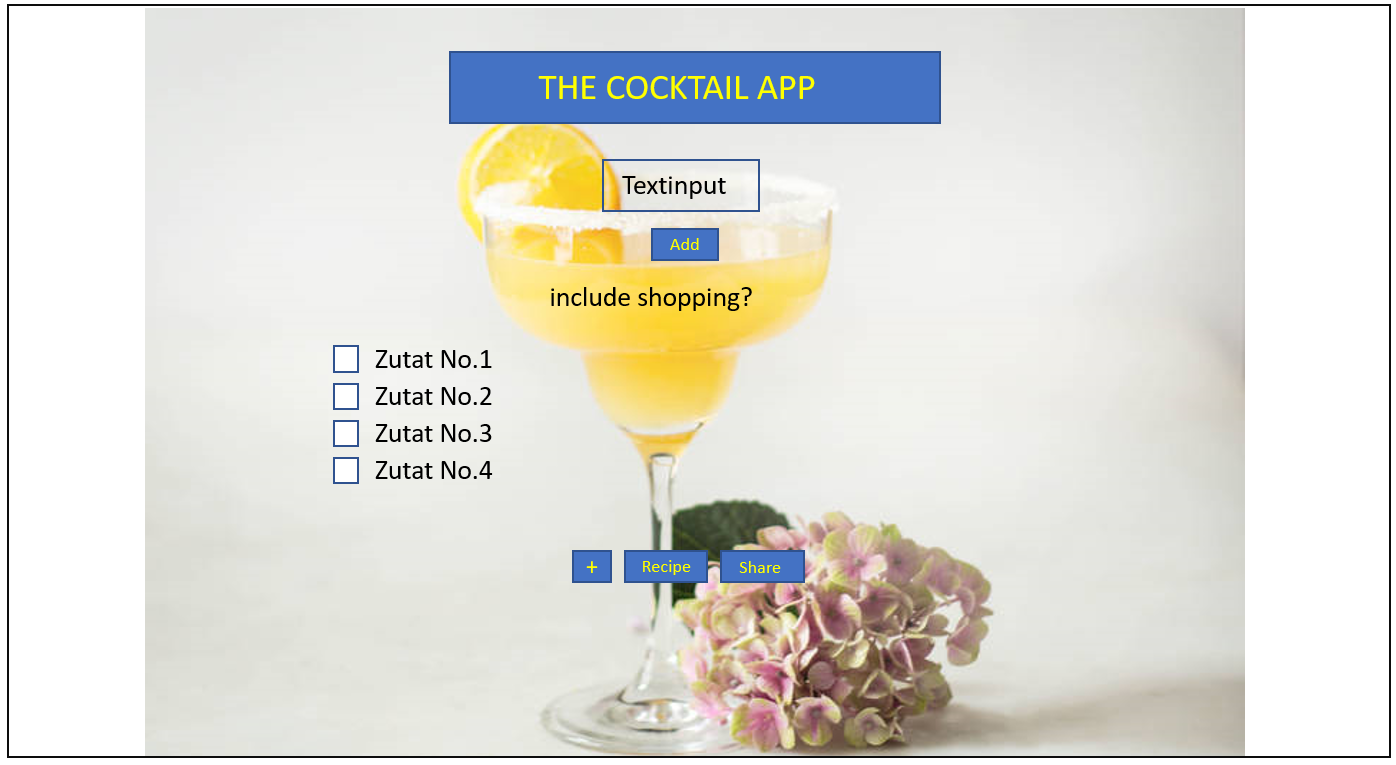 THE COCKTAIL APP
Textinput
Add
include shopping?
Zutat No.1
Zutat No.2
Zutat No.3
Zutat No.4
+ Recipe Share